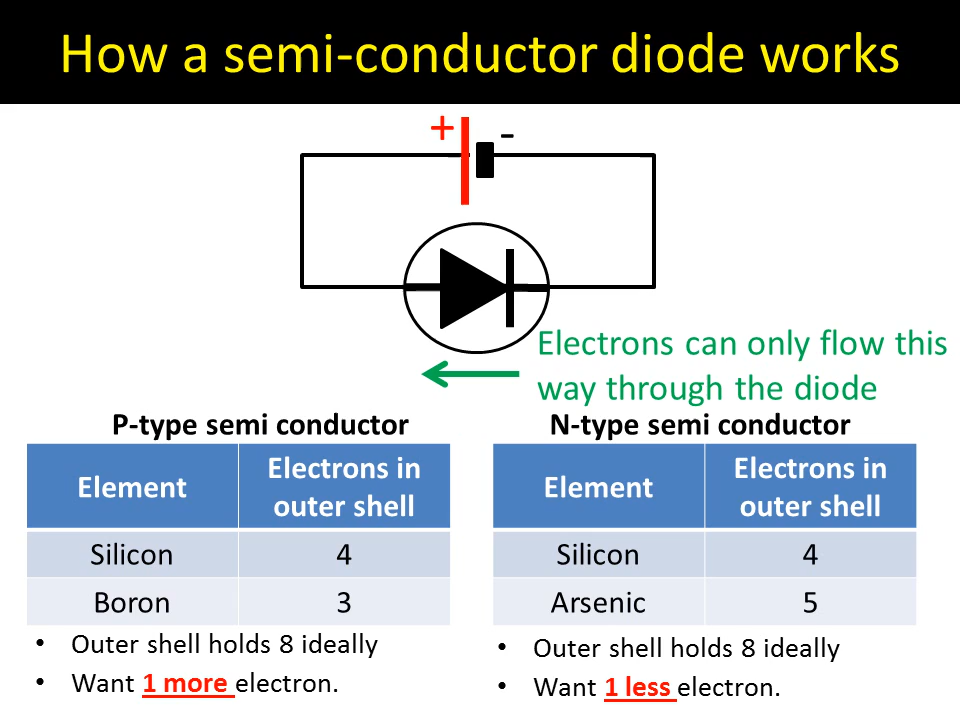 How a semi-conductor diode works
+ -
Electrons can only flow this
way through the diode
P-type semi conductor
Element Electrons in
outer shell
Silicon 4
Boron 3
• Outer shell holds 8 ideally
• Want 1 more electron.
N-type semi conductor
Element Electrons in
outer shell
Silicon 4
Arsenic 5
• Outer shell holds 8 ideally
• Want 1 less electron.